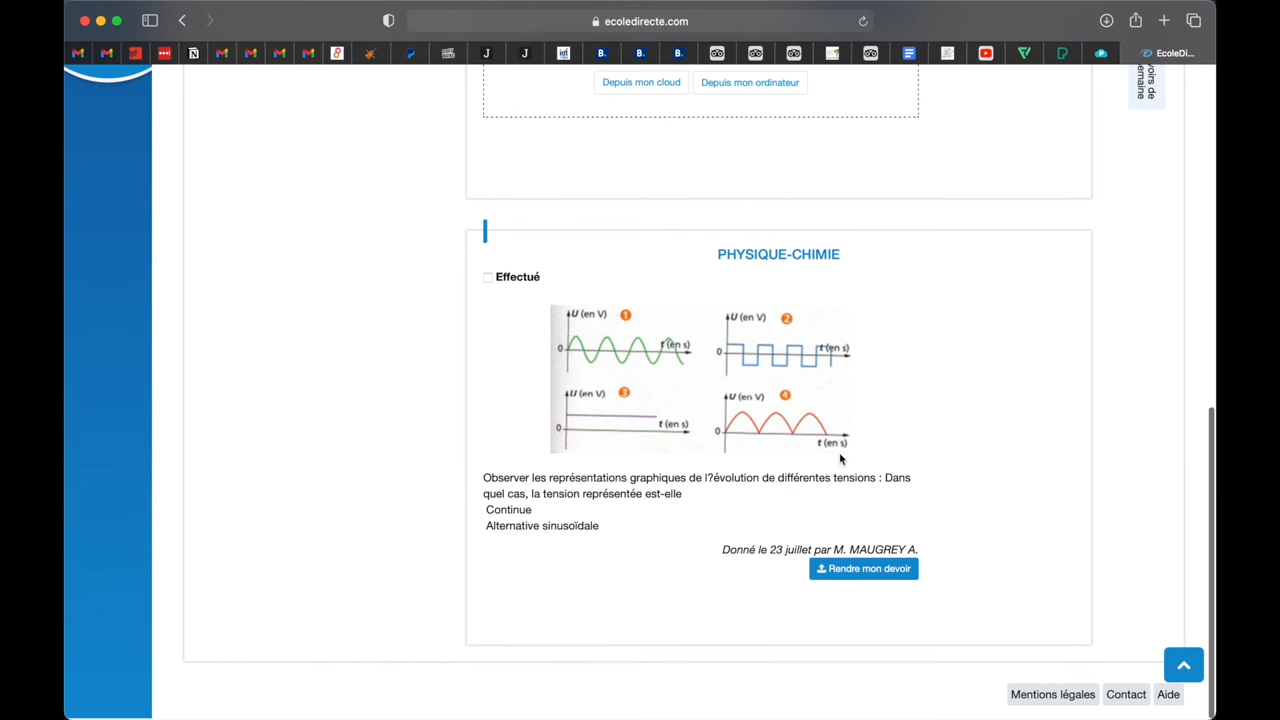 ecoledirecte.com
EcoleDi...
Depuis mon cloud Depuis mon ordinateur
voirs de
emaine
PHYSIQUE-CHIMIE
Effectué
U (en V) 1
0
t (en s)
U (en V) 2
0
t (en s)
U (en V) 3
0
t (en s)
U (en V) 4
0
t (en s)
Observer les représentations graphiques de l?évolution de différentes tensions : Dans
quel cas, la tension représentée est-elle
Continue
Alternative sinusoïdale
Donné le 23 juillet par M. MAUGREY A.
Rendre mon devoir
Mentions légales Contact Aide